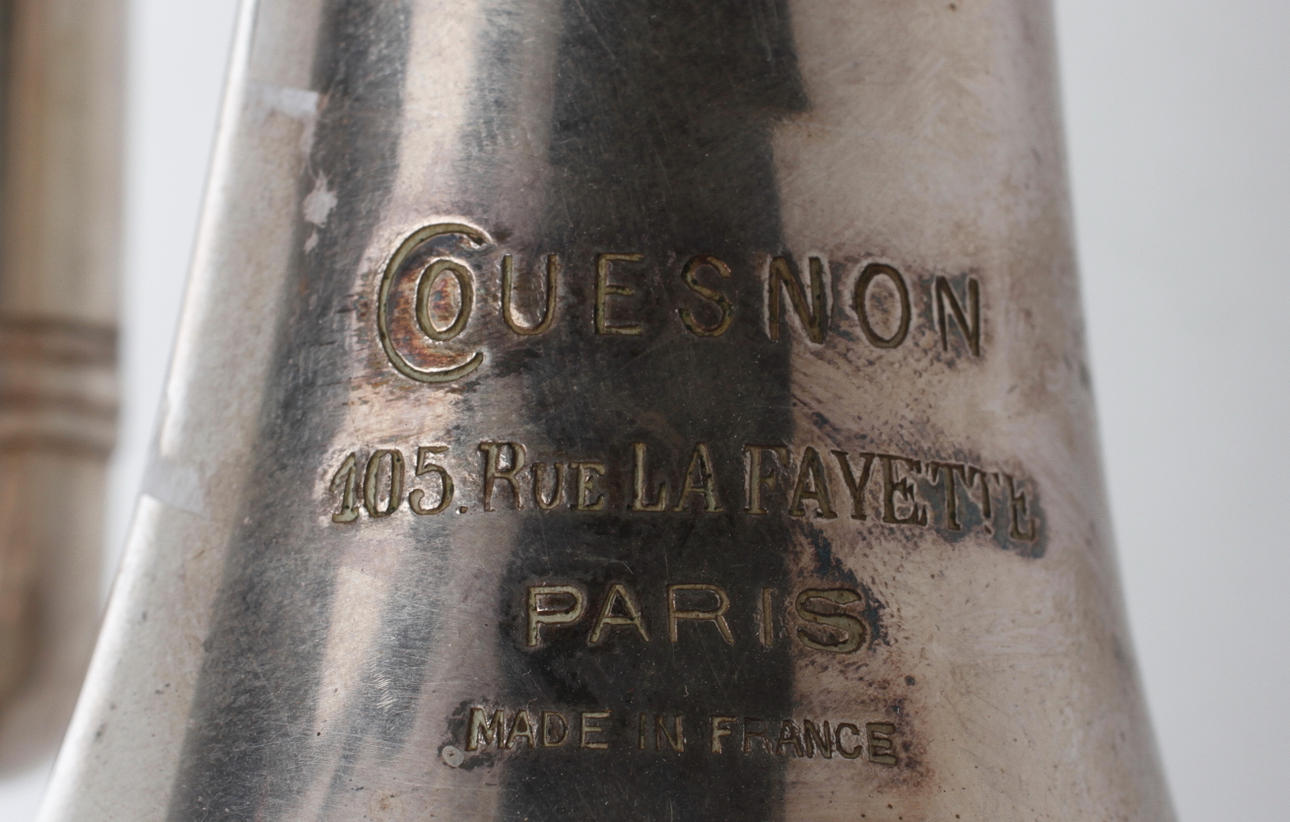 COUESNON
105. RUE LA FAYETTE
PARIS
MADE IN FRANCE